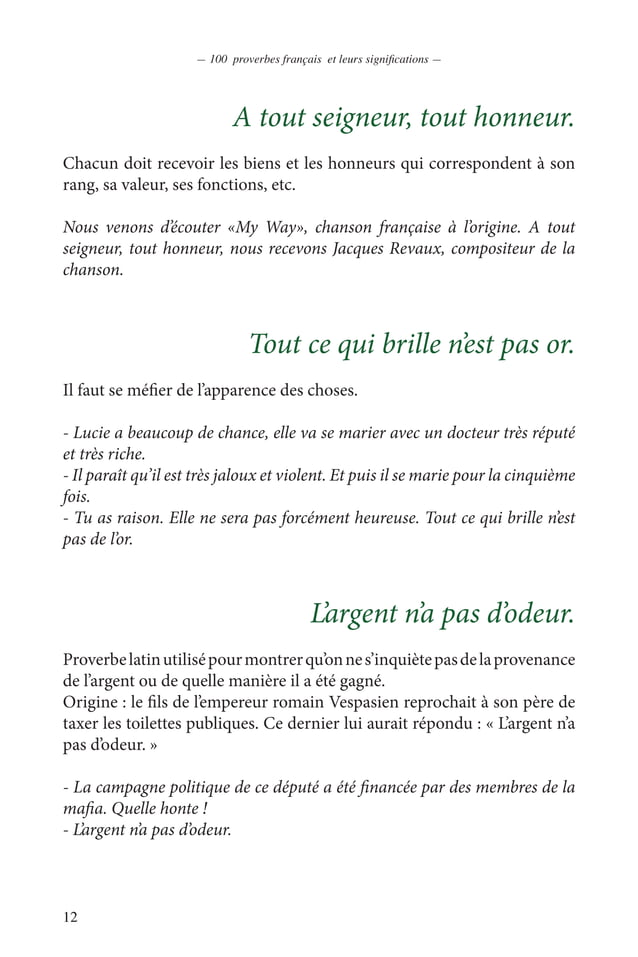 — 100 proverbes français et leurs significations —
A tout seigneur, tout honneur.
Chacun doit recevoir les biens et les honneurs qui correspondent à son
rang, sa valeur, ses fonctions, etc.
Nous venons d’écouter «My Way», chanson française à l’origine. A tout
seigneur, tout honneur, nous recevons Jacques Revaux, compositeur de la
chanson.
Tout ce qui brille n’est pas or.
Il faut se méfier de l’apparence des choses.
- Lucie a beaucoup de chance, elle va se marier avec un docteur très réputé
et très riche.
- Il paraît qu’il est très jaloux et violent. Et puis il se marie pour la cinquième
fois.
- Tu as raison. Elle ne sera pas forcément heureuse. Tout ce qui brille n’est
pas de l’or.
L’argent n’a pas d’odeur.
Proverbe latin utilisé pour montrer qu’on ne s’inquiète pas de la provenance
de l’argent ou de quelle manière il a été gagné.
Origine : le fils de l’empereur romain Vespasien reprochait à son père de
taxer les toilettes publiques. Ce dernier lui aurait répondu : « L’argent n’a
pas d’odeur. »
- La campagne politique de ce député a été financée par des membres de la
mafia. Quelle honte !
- L’argent n’a pas d’odeur.
12